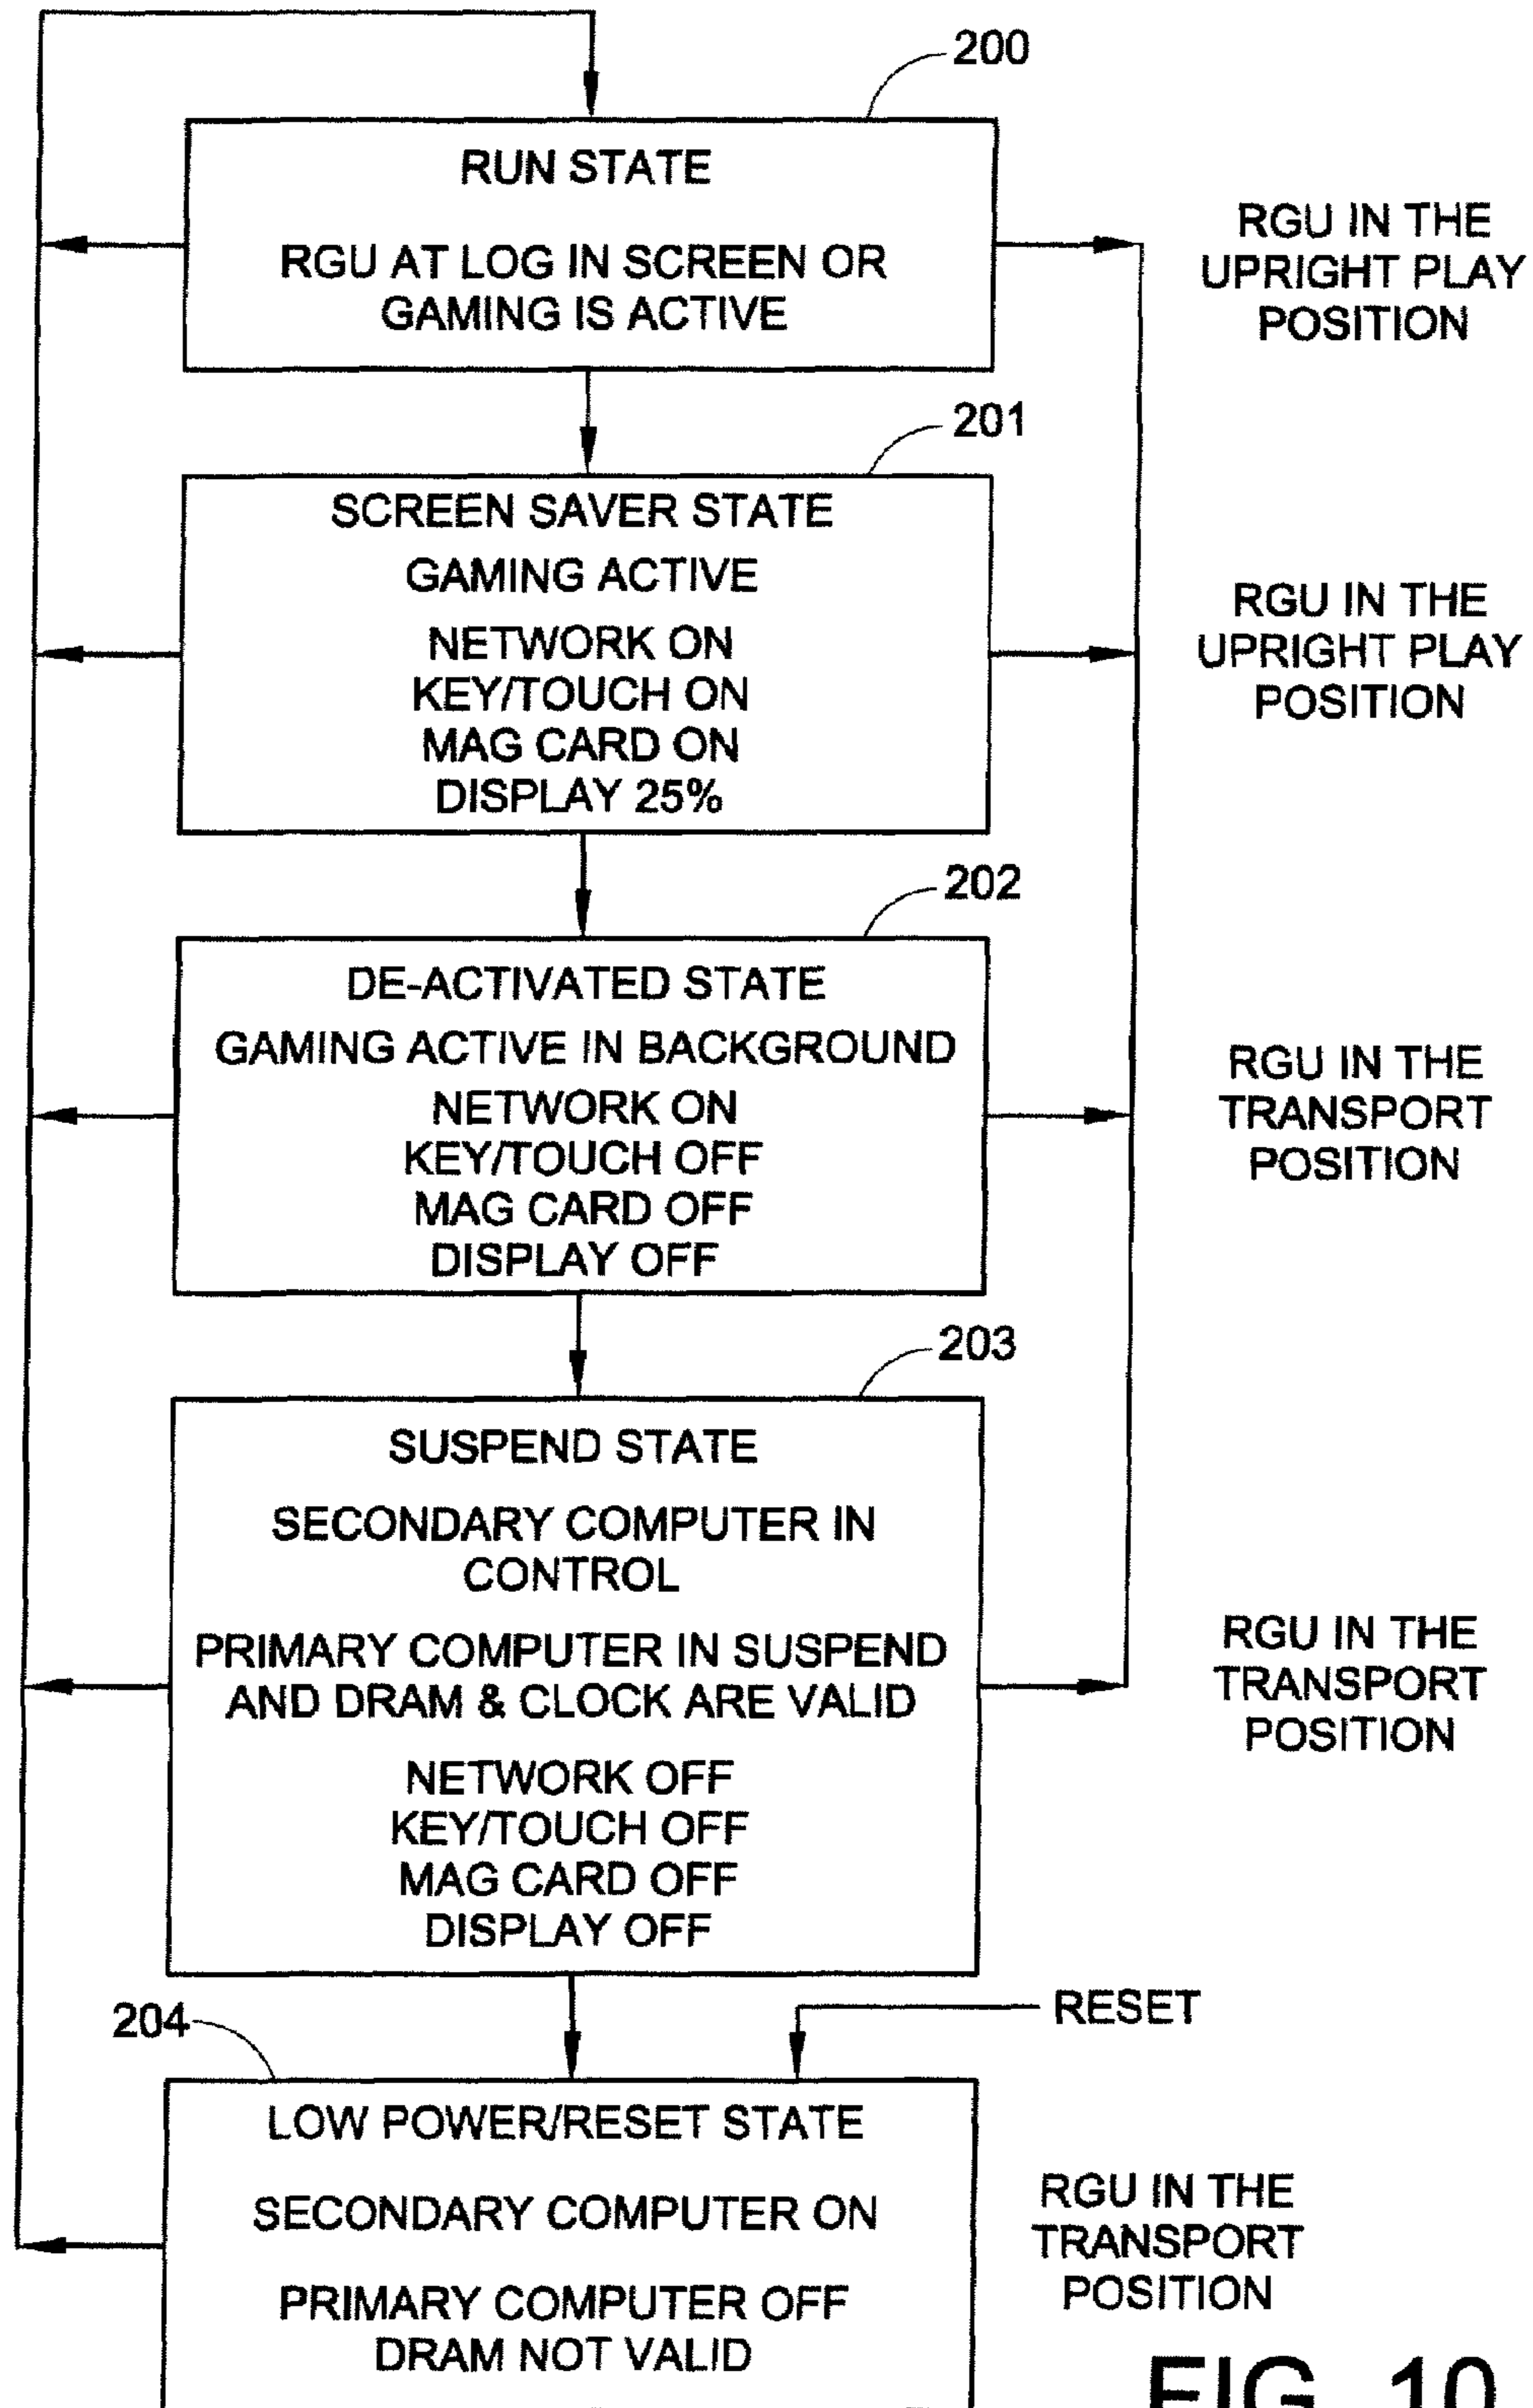 200
RUN STATE
RGU AT LOG IN SCREEN OR
GAMING IS ACTIVE
RGU IN THE
UPRIGHT PLAY
POSITION
201
SCREEN SAVER STATE
GAMING ACTIVE
NETWORK ON
KEY/TOUCH ON
MAG CARD ON
DISPLAY 25%
RGU IN THE
UPRIGHT PLAY
POSITION
202
DE-ACTIVATED STATE
GAMING ACTIVE IN BACKGROUND
NETWORK ON
KEY/TOUCH OFF
MAG CARD OFF
DISPLAY OFF
RGU IN THE
TRANSPORT
POSITION
203
SUSPEND STATE
SECONDARY COMPUTER IN
CONTROL
PRIMARY COMPUTER IN SUSPEND
AND DRAM & CLOCK ARE VALID
NETWORK OFF
KEY/TOUCH OFF
MAG CARD OFF
DISPLAY OFF
RGU IN THE
TRANSPORT
POSITION
RESET
204
LOW POWER/RESET STATE
SECONDARY COMPUTER ON
PRIMARY COMPUTER OFF
DRAM NOT VALID
RGU IN THE
TRANSPORT
POSITION
FIG. 10